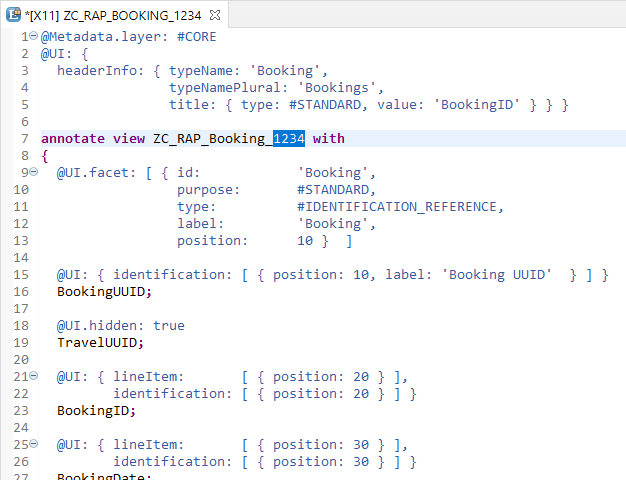 *[X11] ZC_RAP_BOOKING_1234
1 @Metadata.layer: #CORE
2 @UI: {
3   headerInfo: { typeName: 'Booking',
4                 typeNamePlural: 'Bookings',
5                 title: { type: #STANDARD, value: 'BookingID' } } }
6
7 annotate view ZC_RAP_Booking_1234 with
8 {
9   @UI.facet: [ { id:            'Booking',
10                 purpose:       #STANDARD,
11                 type:          #IDENTIFICATION_REFERENCE,
12                 label:         'Booking',
13                 position:      10 }  ]
14
15   @UI: { identification: [ { position: 10, label: 'Booking UUID'  } ] }
16   BookingUUID;
17
18   @UI.hidden: true
19   TravelUUID;
20
21   @UI: { lineItem:       [ { position: 20 } ],
22          identification: [ { position: 20 } ] }
23   BookingID;
24
25   @UI: { lineItem:       [ { position: 30 } ],
26          identification: [ { position: 30 } ] }
27   BookingDate;